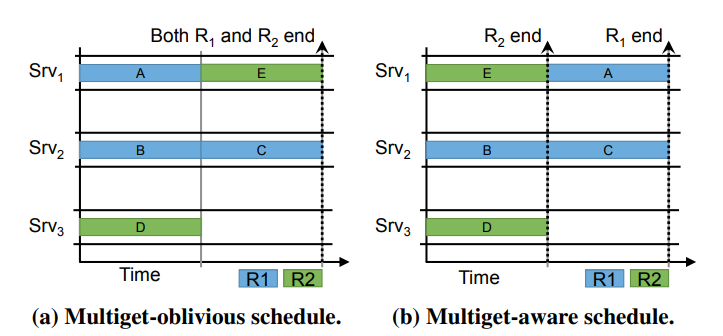 Both R1 and R2 end
Srv1 A E
Srv2 B C
Srv3 D
Time R1 R2
(a) Multiget-oblivious schedule.
R2 end R1 end
Srv1 E A
Srv2 B C
Srv3 D
Time R1 R2
(b) Multiget-aware schedule.